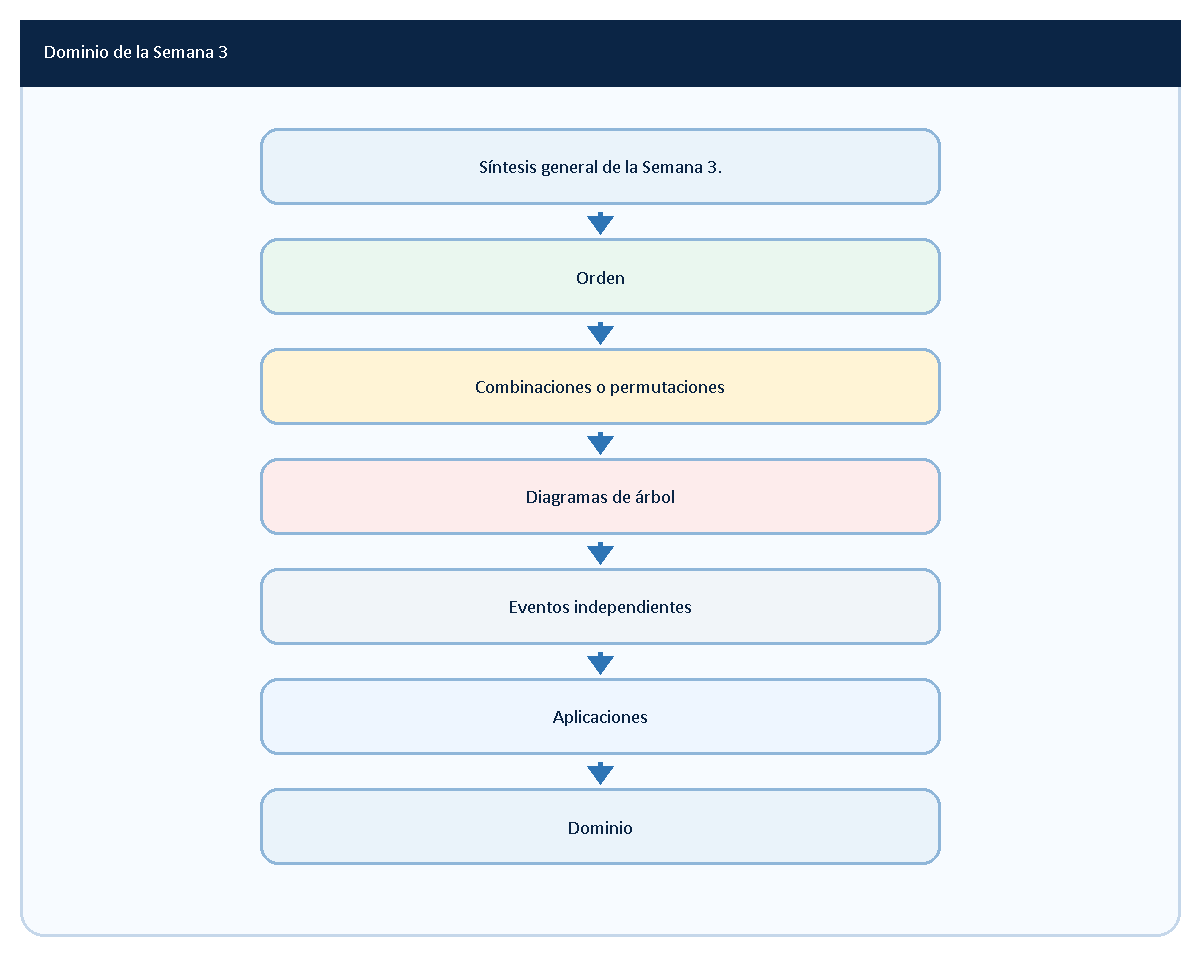 Dominio de la Semana 3
Síntesis general de la Semana 3.
Orden
Combinaciones o permutaciones
Diagramas de árbol
Eventos independientes
Aplicaciones
Dominio